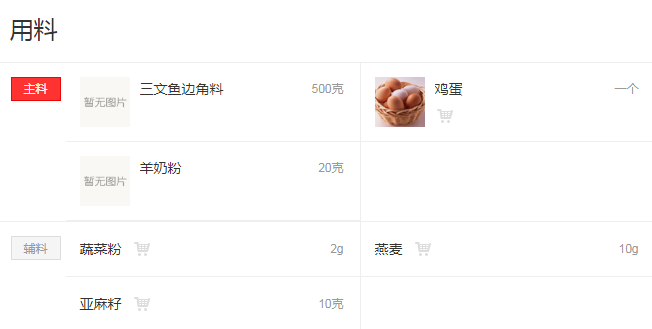 用料
主料
暂无图片
三文鱼边角料
500克
鸡蛋
一个
暂无图片
羊奶粉
20克
辅料
蔬菜粉
2g
燕麦
10g
亚麻籽
10克